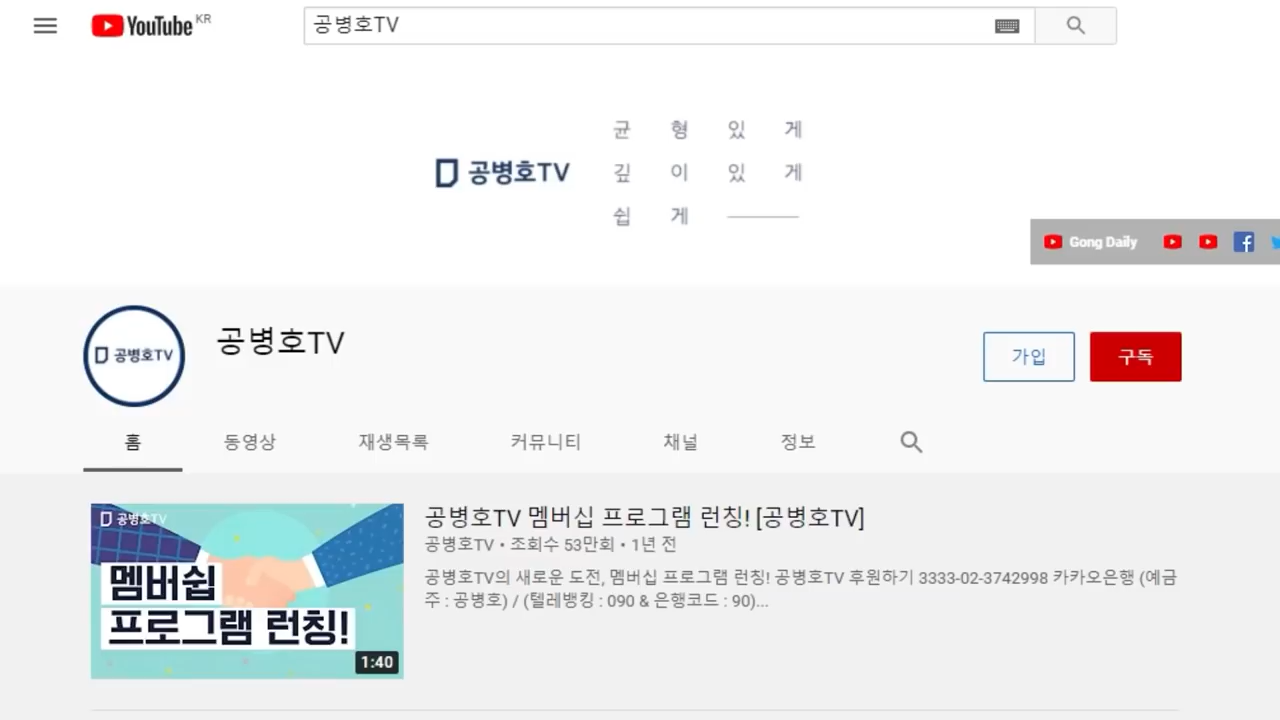 YouTube KR
공병호TV
균 형 있 게
공병호TV
깊 이 있 게
쉽 게
Gong Daily
공병호TV
공병호TV
가입
구독
홈
동영상
재생목록
커뮤니티
채널
정보
공병호TV
멤버쉽
프로그램 런칭!
1:40
공병호TV 멤버십 프로그램 런칭! [공병호TV]
공병호TV • 조회수 53만회 • 1년 전
공병호TV의 새로운 도전, 멤버십 프로그램 런칭! 공병호TV 후원하기 3333-02-3742998 카카오은행 (예금
주 : 공병호) / (텔레뱅킹 : 090 & 은행코드 : 90)...